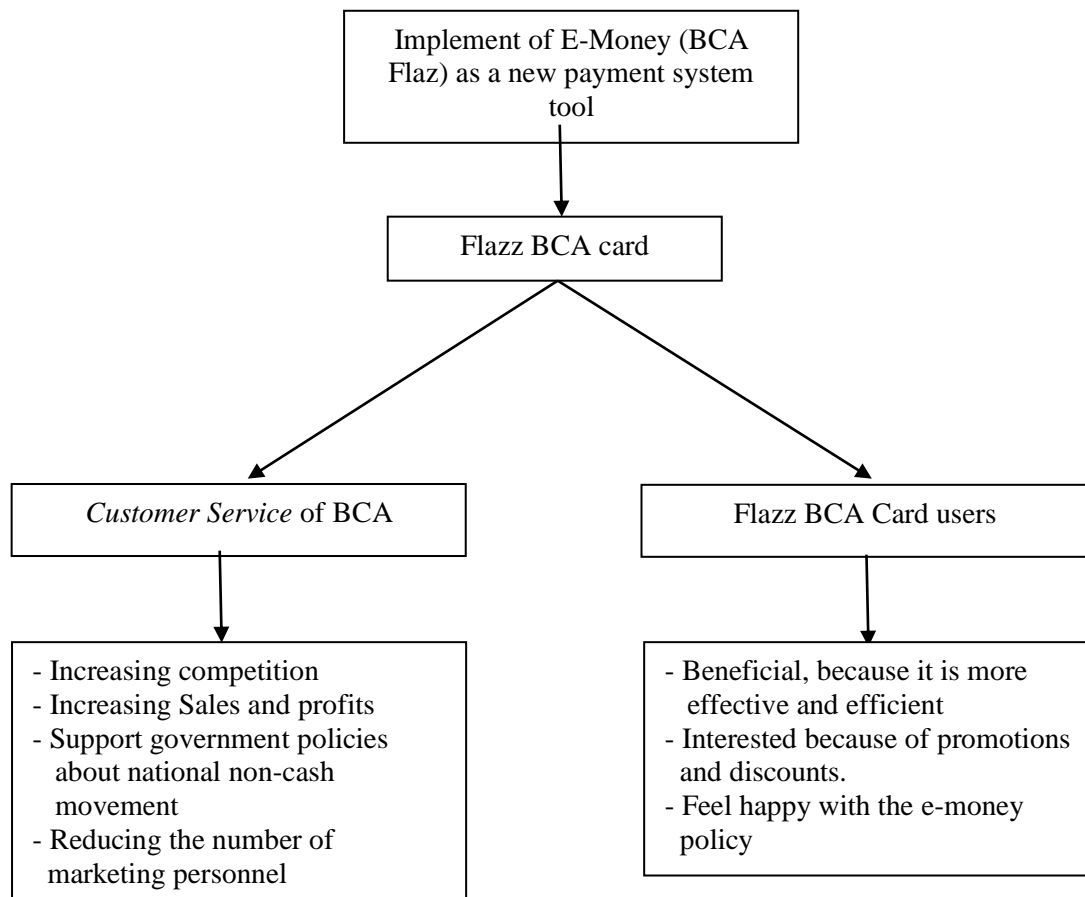 Implement of E-Money (BCA
Flaz) as a new payment system
tool
Flazz BCA card
Customer Service of BCA
Flazz BCA Card users
- Increasing competition
- Increasing Sales and profits
- Support government policies
about national non-cash
movement
- Reducing the number of
marketing personnel
- Beneficial, because it is more
effective and efficient
- Interested because of promotions
and discounts.
- Feel happy with the e-money
policy